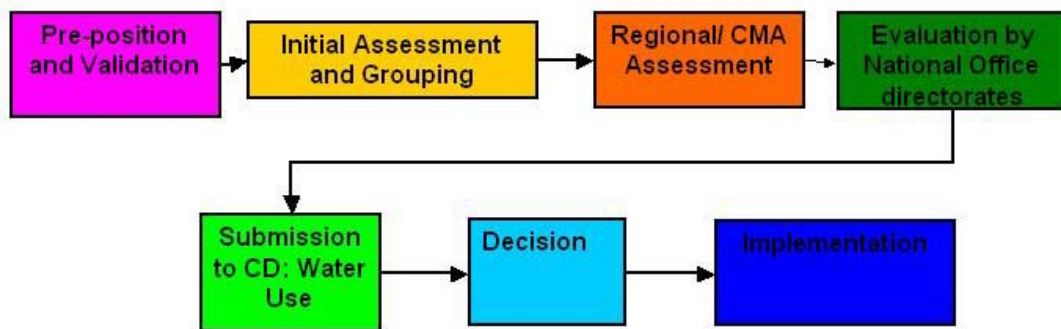 Pre-position
and Validation
Initial Assessment
and Grouping
Regional/ CMA
Assessment
Evaluation by
National Office
directorates
Submission
to CD: Water
Use
Decision
Implementation